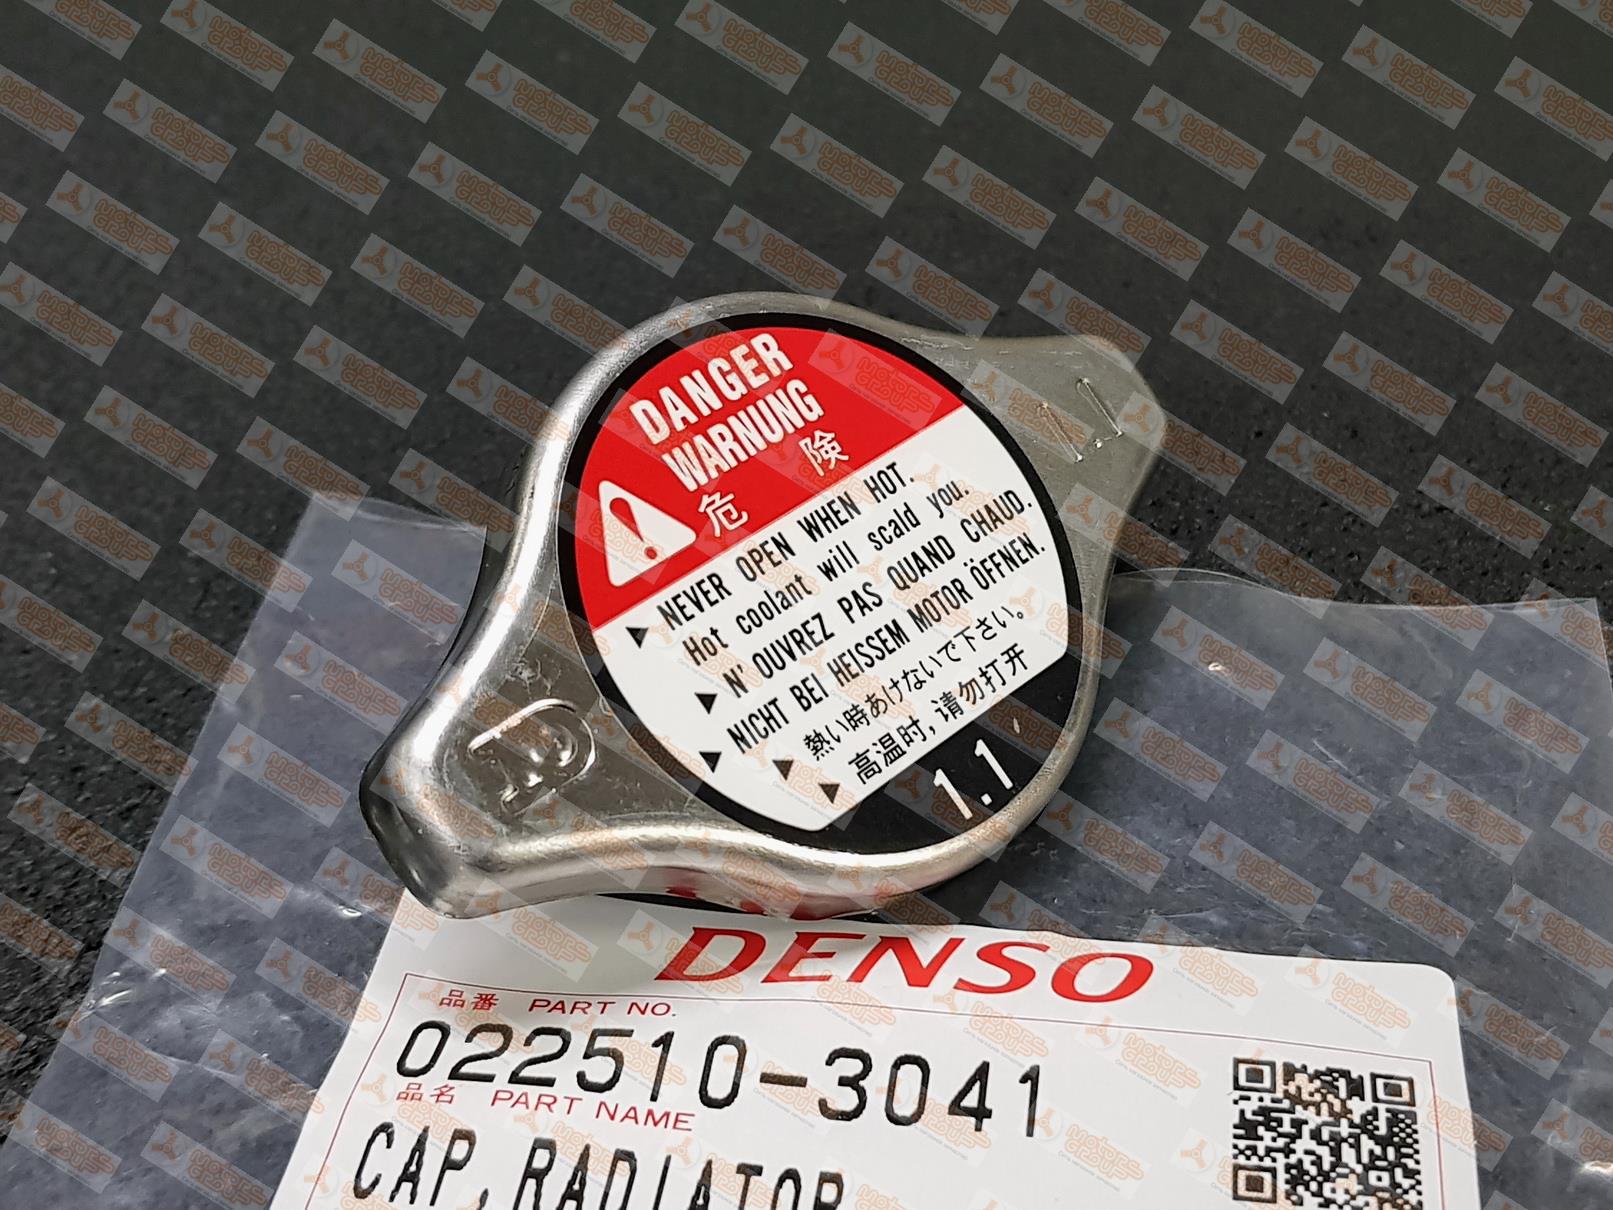 DANGER
WARNUNG
危 険
NEVER OPEN WHEN HOT.
Hot coolant will scald you.
N' OUVREZ PAS QUAND CHAUD.
NICHT BEI HEISSEM MOTOR ÖFFNEN.
熱い時あけないで下さい。
高温时, 请勿打开
1.1
1.1
DENSO
品番 PART NO.
022510-3041
品名 PART NAME
CAP, RADIATOR